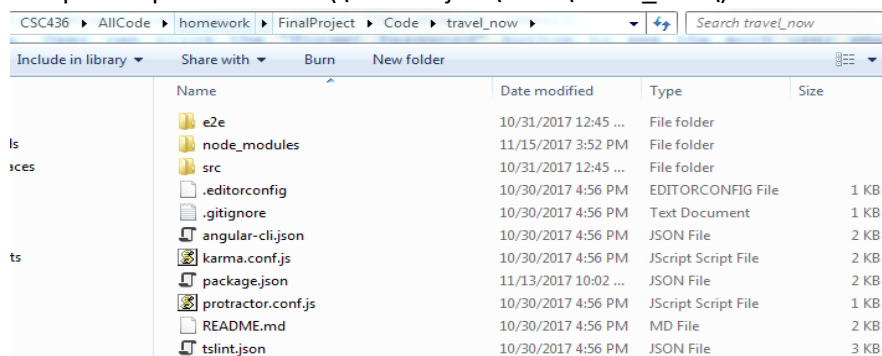 CSC436 ▸ AllCode ▸ homework ▸ FinalProject ▸ Code ▸ travel_now ▸ Search travel_now
Include in library Share with Burn New folder
Name Date modified Type Size
e2e 10/31/2017 12:45 ... File folder
ls node_modules 11/15/2017 3:52 PM File folder
aces src 10/31/2017 12:45 ... File folder
.editorconfig 10/30/2017 4:56 PM EDITORCONFIG File 1 KB
.gitignore 10/30/2017 4:56 PM Text Document 1 KB
angular-cli.json 10/30/2017 4:56 PM JSON File 2 KB
ts karma.conf.js 10/30/2017 4:56 PM JScript Script File 2 KB
package.json 11/13/2017 10:02 ... JSON File 2 KB
protractor.conf.js 10/30/2017 4:56 PM JScript Script File 1 KB
README.md 10/30/2017 4:56 PM MD File 2 KB
tslint.json 10/30/2017 4:56 PM JSON File 3 KB